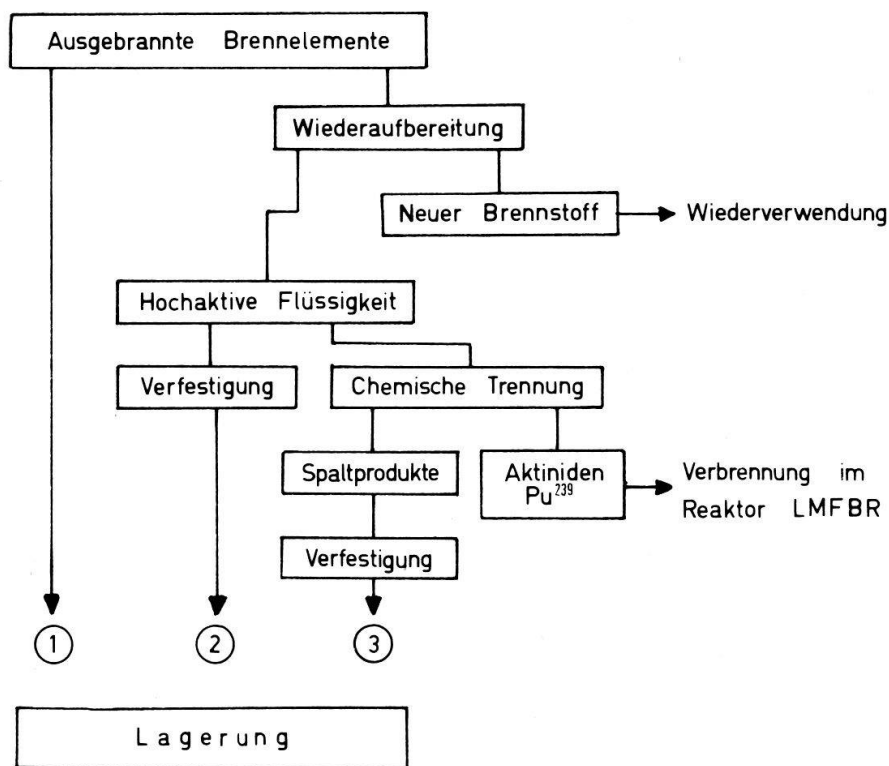 Ausgebrannte Brennelemente
Wiederaufbereitung
Neuer Brennstoff
Wiederverwendung
Hochaktive Flüssigkeit
Verfestigung
Chemische Trennung
Spaltprodukte
Aktiniden
Pu²³⁹
Verbrennung im
Reaktor LMFBR
Verfestigung
1
2
3
Lagerung